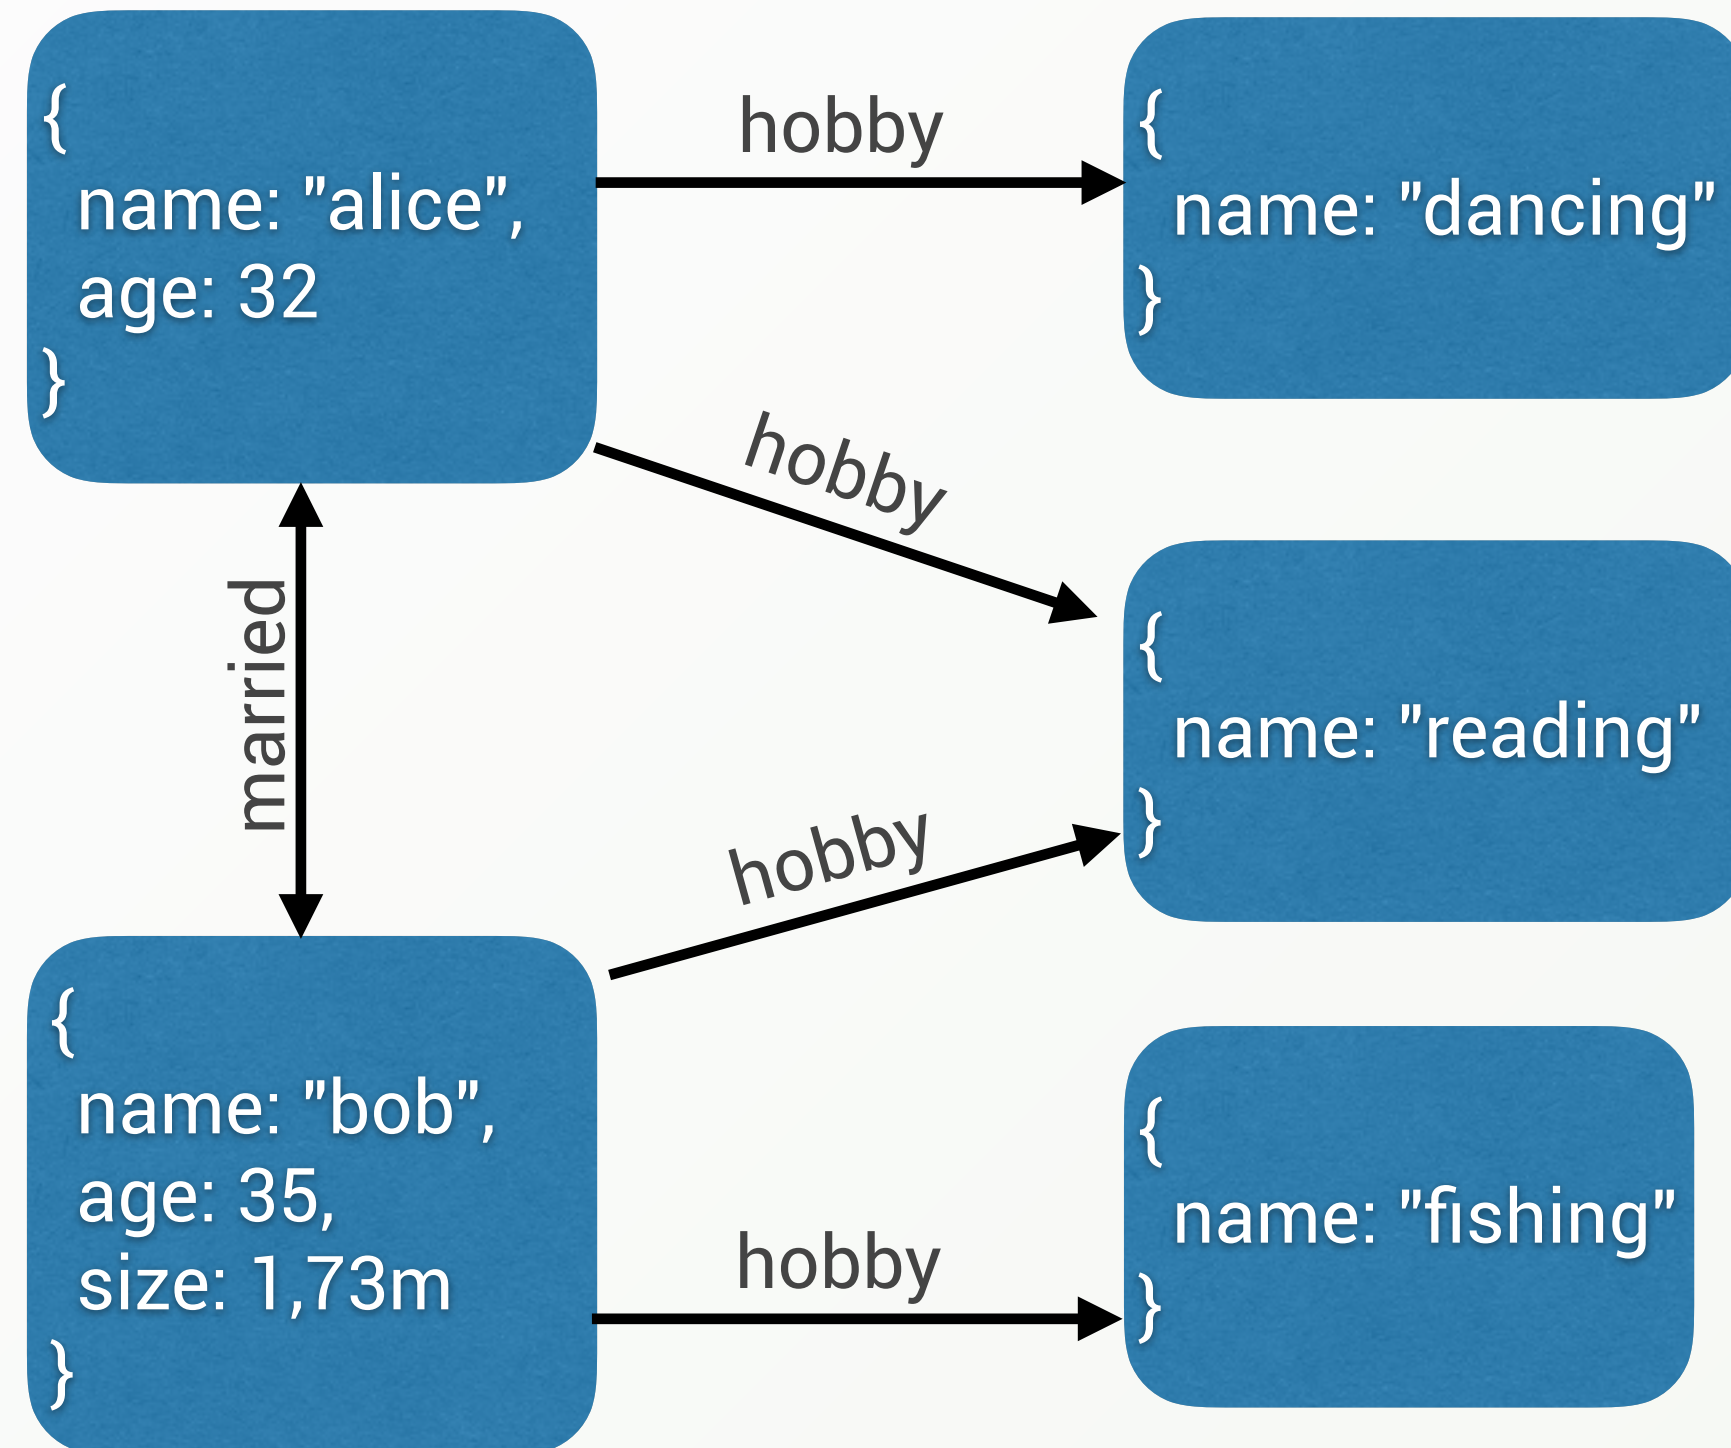 {
name: "alice",
age: 32
}
hobby
{
name: "dancing"
}
hobby
married
{
name: "reading"
}
hobby
{
name: "bob",
age: 35,
size: 1,73m
}
hobby
{
name: "fishing"
}